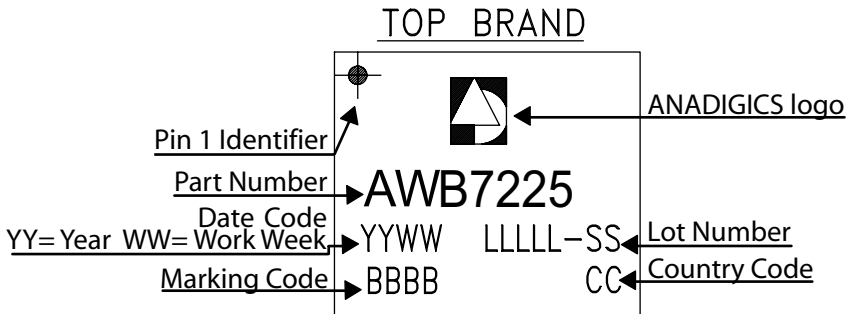 TOP BRAND
ANADIGICS logo
Pin 1 Identifier
Part Number
AWB7225
Date Code
YY= Year WW= Work Week
YYWW LLLLL-SS
Lot Number
Marking Code
BBBB CC
Country Code